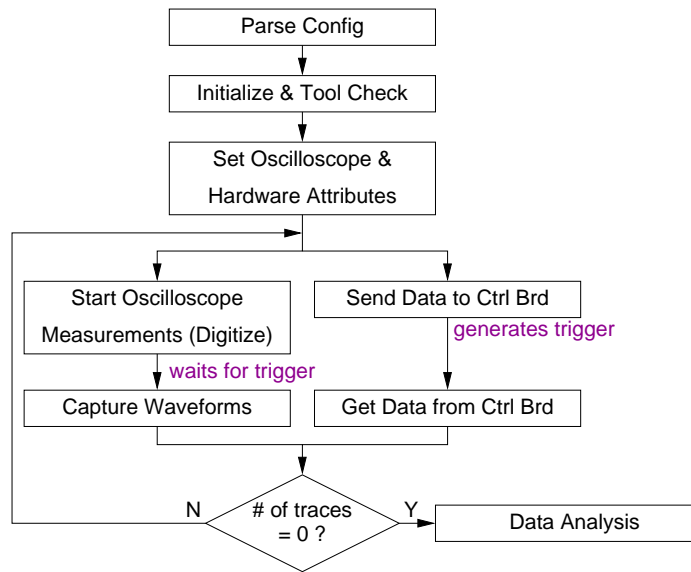 Parse Config
Initialize & Tool Check
Set Oscilloscope &
Hardware Attributes
Start Oscilloscope
Measurements (Digitize)
Send Data to Ctrl Brd
generates trigger
waits for trigger
Capture Waveforms
Get Data from Ctrl Brd
N
# of traces
= 0 ?
Y
Data Analysis